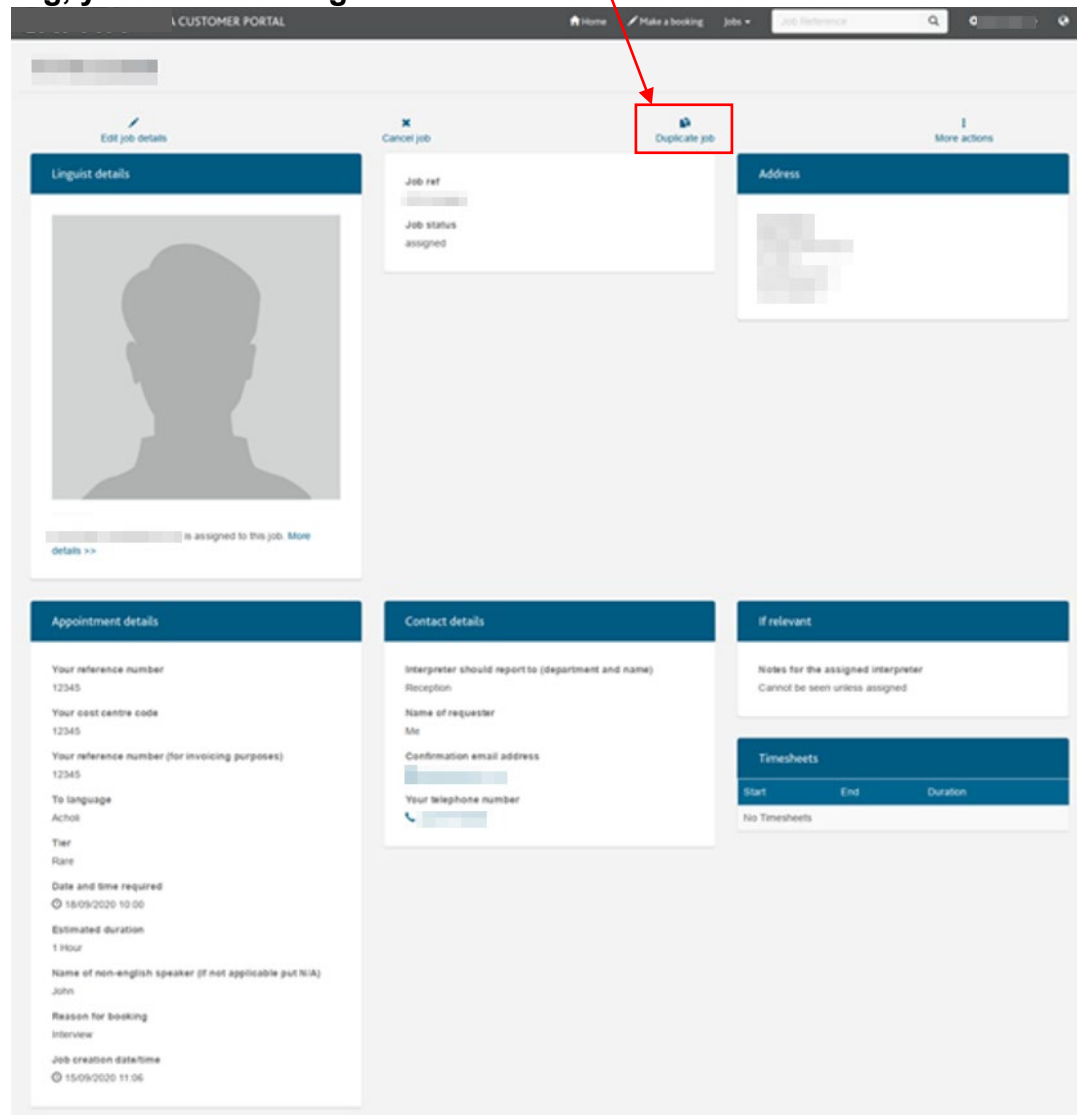 A CUSTOMER PORTAL
Home Make a booking Jobs Job Reference
Edit job details
Cancel job
Duplicate job
More actions
Linguist details
is assigned to this job. More
details >>
Job ref
Job status
assigned
Address
Appointment details
Your reference number
12345
Your cost centre code
12345
Your reference number (for invoicing purposes)
12345
To language
Acholi
Tier
Rare
Date and time required
18/09/2020 10:00
Estimated duration
1 Hour
Name of non-english speaker (if not applicable put N/A)
John
Reason for booking
Interview
Job creation date/time
15/09/2020 11:06
Contact details
Interpreter should report to (department and name)
Reception
Name of requester
Me
Confirmation email address
Your telephone number
If relevant
Notes for the assigned interpreter
Cannot be seen unless assigned
Timesheets
Start End Duration
No Timesheets